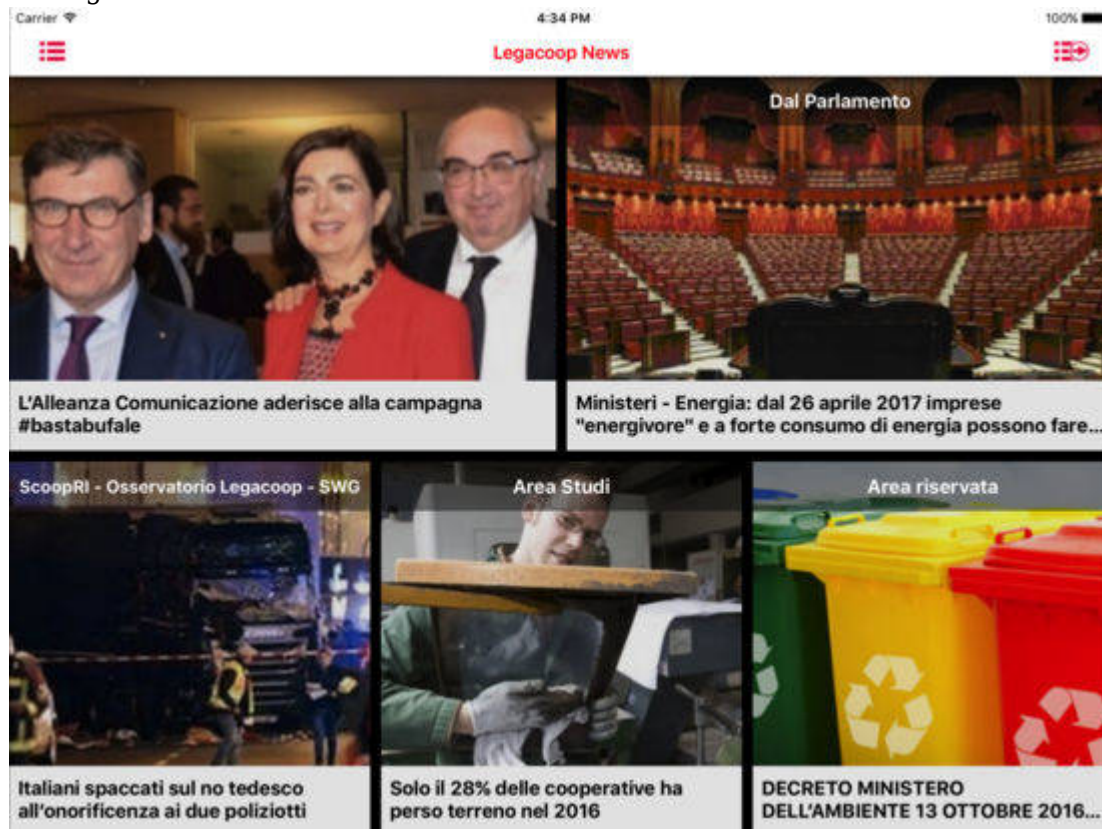 Carrier
4:34 PM
100%
Legacoop News
Dal Parlamento
L'Alleanza Comunicazione aderisce alla campagna
#bastabufale
Ministeri - Energia: dal 26 aprile 2017 imprese
"energivore" e a forte consumo di energia possono fare...
ScoopRI - Osservatorio Legacoop - SWG
Area Studi
Area riservata
Italiani spaccati sul no tedesco
all'onorificenza ai due poliziotti
Solo il 28% delle cooperative ha
perso terreno nel 2016
DECRETO MINISTERO
DELL'AMBIENTE 13 OTTOBRE 2016...